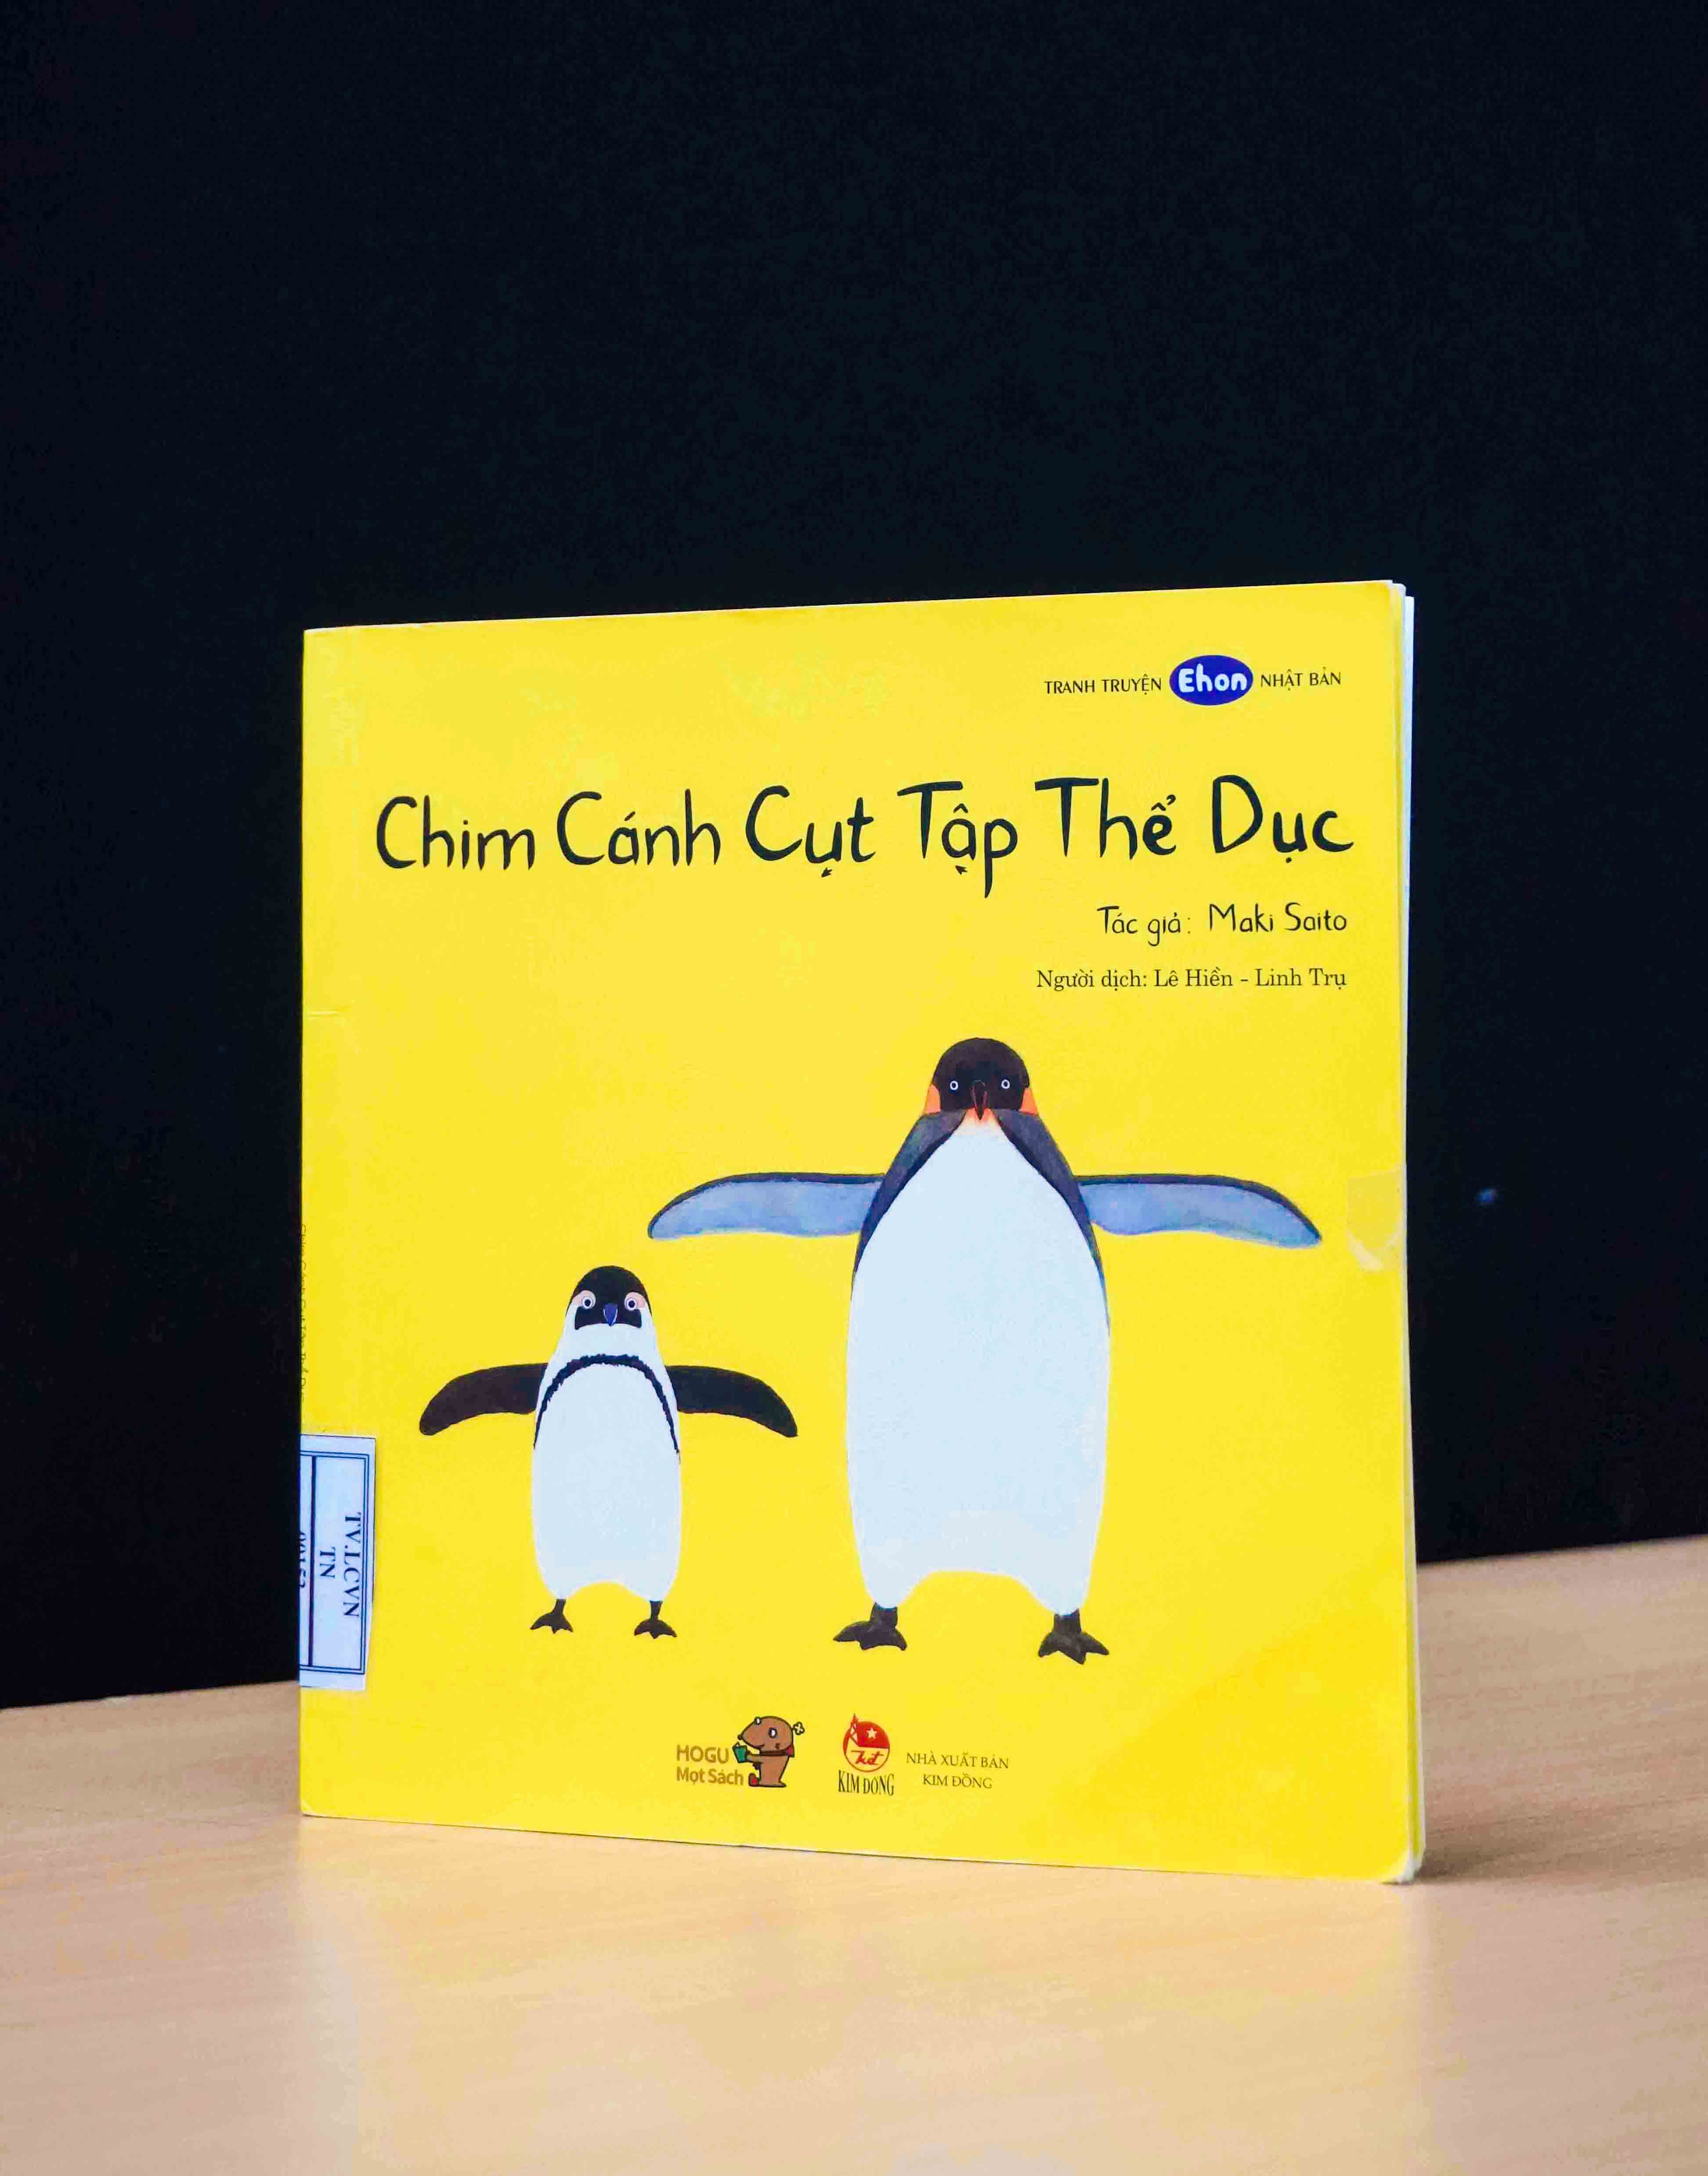 TRANH TRUYỆN Ehon NHẬT BẢN
Chim Cánh Cụt Tập Thể Dục
Tác giả: Maki Saito
Người dịch: Lê Hiền - Linh Trụ
TV.LCVN
TN
HOGU
Mọt Sách
KIM ĐỒNG
NHÀ XUẤT BẢN
KIM ĐỒNG